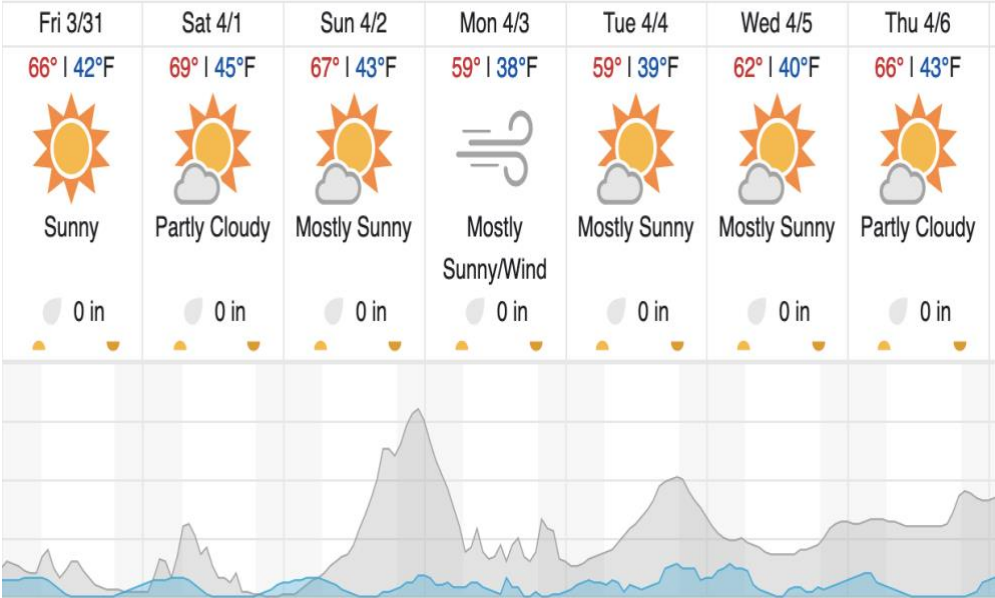 Fri 3/31 Sat 4/1 Sun 4/2 Mon 4/3 Tue 4/4 Wed 4/5 Thu 4/6
66° | 42°F 69° | 45°F 67° | 43°F 59° | 38°F 59° | 39°F 62° | 40°F 66° | 43°F
Sunny Partly Cloudy Mostly Sunny Mostly Mostly Sunny Mostly Sunny Partly Cloudy
Sunny/Wind
0 in 0 in 0 in 0 in 0 in 0 in 0 in